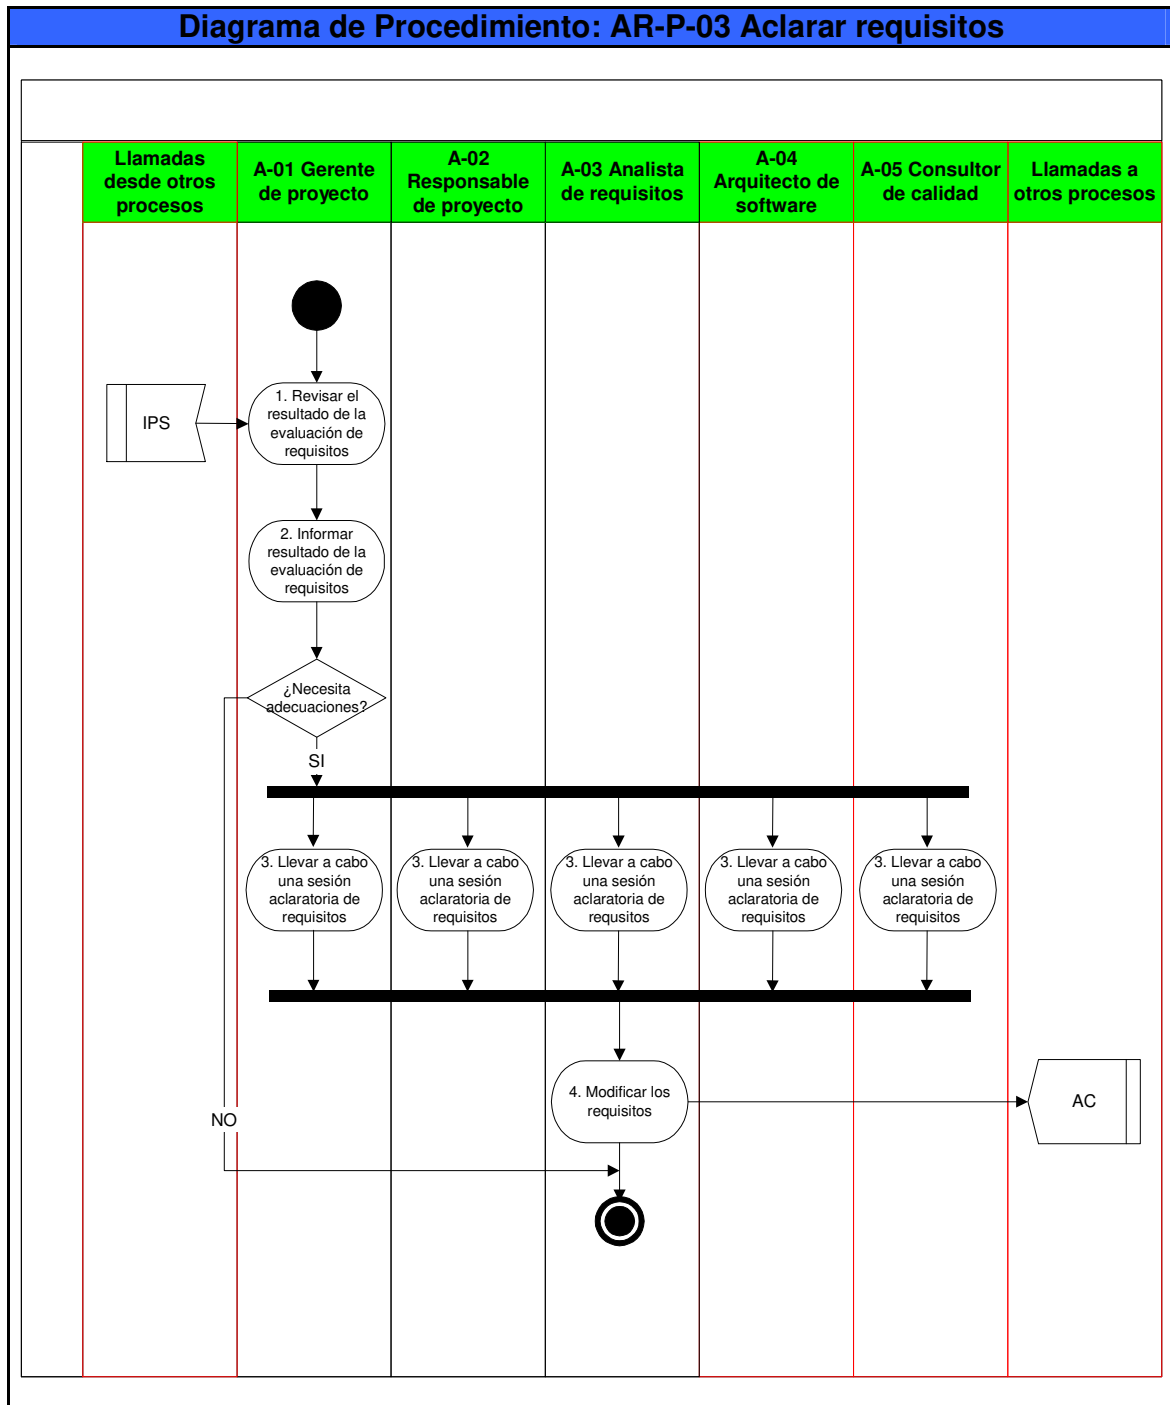 Diagrama de Procedimiento: AR-P-03 Aclarar requisitos
Llamadas
desde otros
procesos
A-01 Gerente
de proyecto
A-02
Responsable
de proyecto
A-03 Analista
de requisitos
A-04
Arquitecto de
software
A-05 Consultor
de calidad
Llamadas a
otros procesos
IPS
1. Revisar el
resultado de la
evaluación de
requisitos
2. Informar
resultado de la
evaluación de
requisitos
¿Necesita
adecuaciones?
SI
3. Llevar a cabo
una sesión
aclaratoria de
requisitos
3. Llevar a cabo
una sesión
aclaratoria de
requisitos
3. Llevar a cabo
una sesión
aclaratoria de
requsitos
3. Llevar a cabo
una sesión
aclaratoria de
requisitos
3. Llevar a cabo
una sesión
aclaratoria de
requisitos
4. Modificar los
requisitos
AC
NO